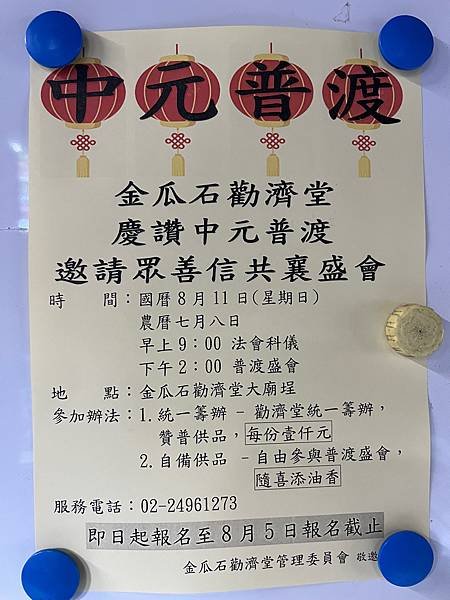 中元普渡
金瓜石勸濟堂
慶讚中元普渡
邀請眾善信共襄盛會
時　　間：國曆8月11日(星期日)
農曆七月八日
早上9：00 法會科儀
下午2：00 普渡盛會
地　　點：金瓜石勸濟堂大廟埕
參加辦法：1.統一籌辦 - 勸濟堂統一籌辦，
贊普供品，每份壹仟元
2.自備供品 -自由參與普渡盛會，
隨喜添油香
服務電話：02-24961273
即日起報名至8月5日報名截止
金瓜石勸濟堂管理委員會 敬邀